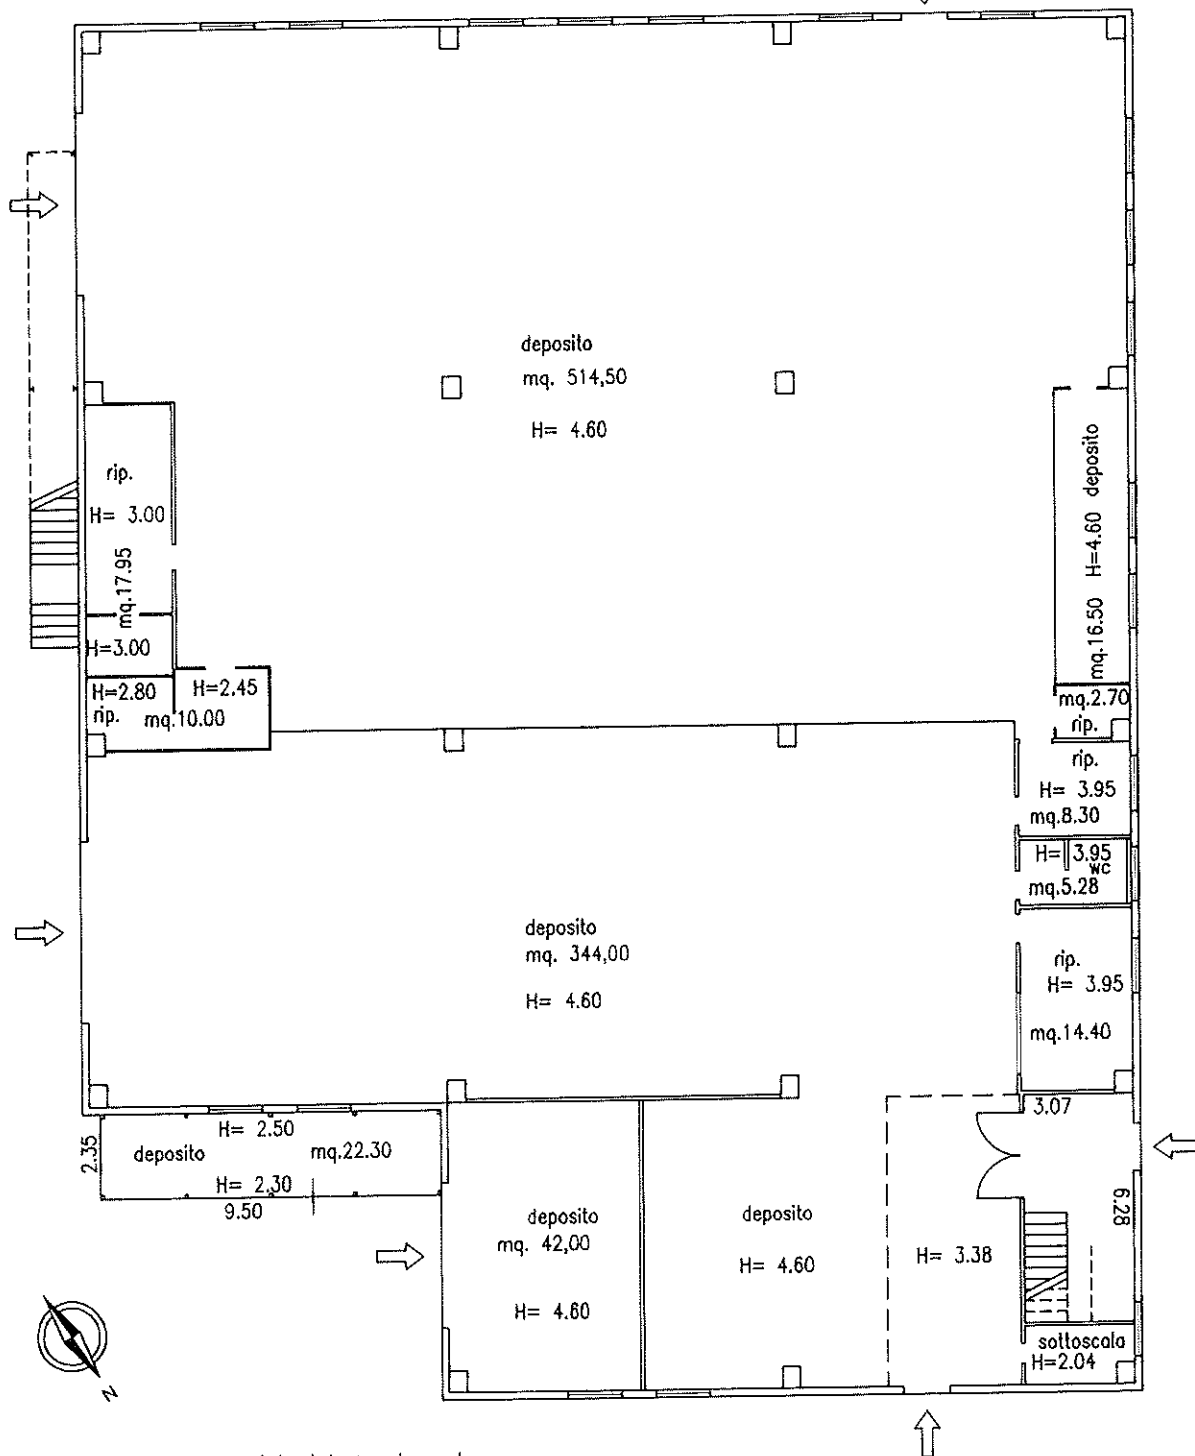 deposito
mq. 514,50
H= 4.60
rip.
H= 3.00
mq.17.95
H=3.00
H=2.80
rip.
H=2.45
mq.10.00
mq.16.50 H=4.60 deposito
mq.2.70
rip.
rip.
H= 3.95
mq.8.30
H= 3.95
wc
mq.5.28
deposito
mq. 344,00
H= 4.60
rip.
H= 3.95
mq.14.40
3.07
2.35
H= 2.50
deposito
mq.22.30
H= 2.30
9.50
deposito
mq. 42,00
H= 4.60
deposito
H= 4.60
H= 3.38
6.28
sottoscala
H=2.04
N